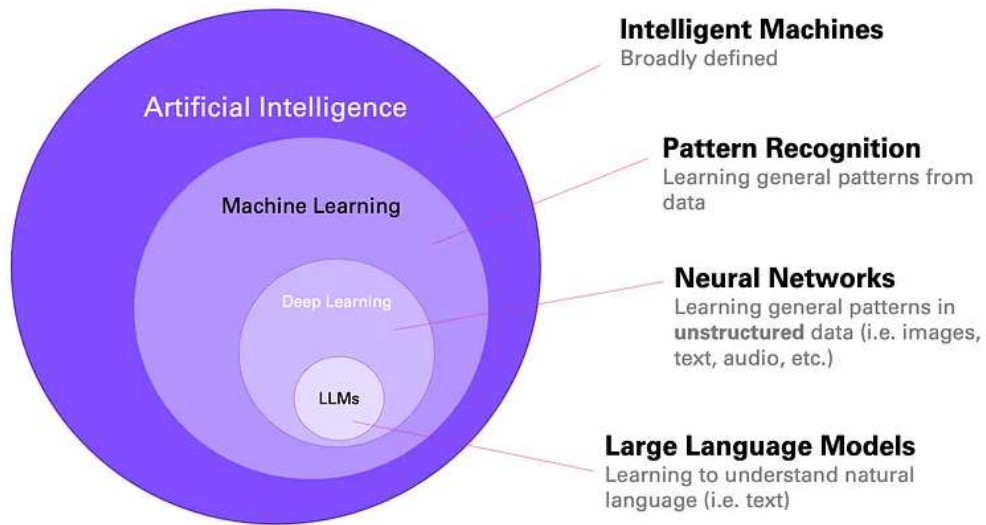 Artificial Intelligence
Machine Learning
Deep Learning
LLMs
Intelligent Machines
Broadly defined
Pattern Recognition
Learning general patterns from
data
Neural Networks
Learning general patterns in
unstructured data (i.e. images,
text, audio, etc.)
Large Language Models
Learning to understand natural
language (i.e. text)